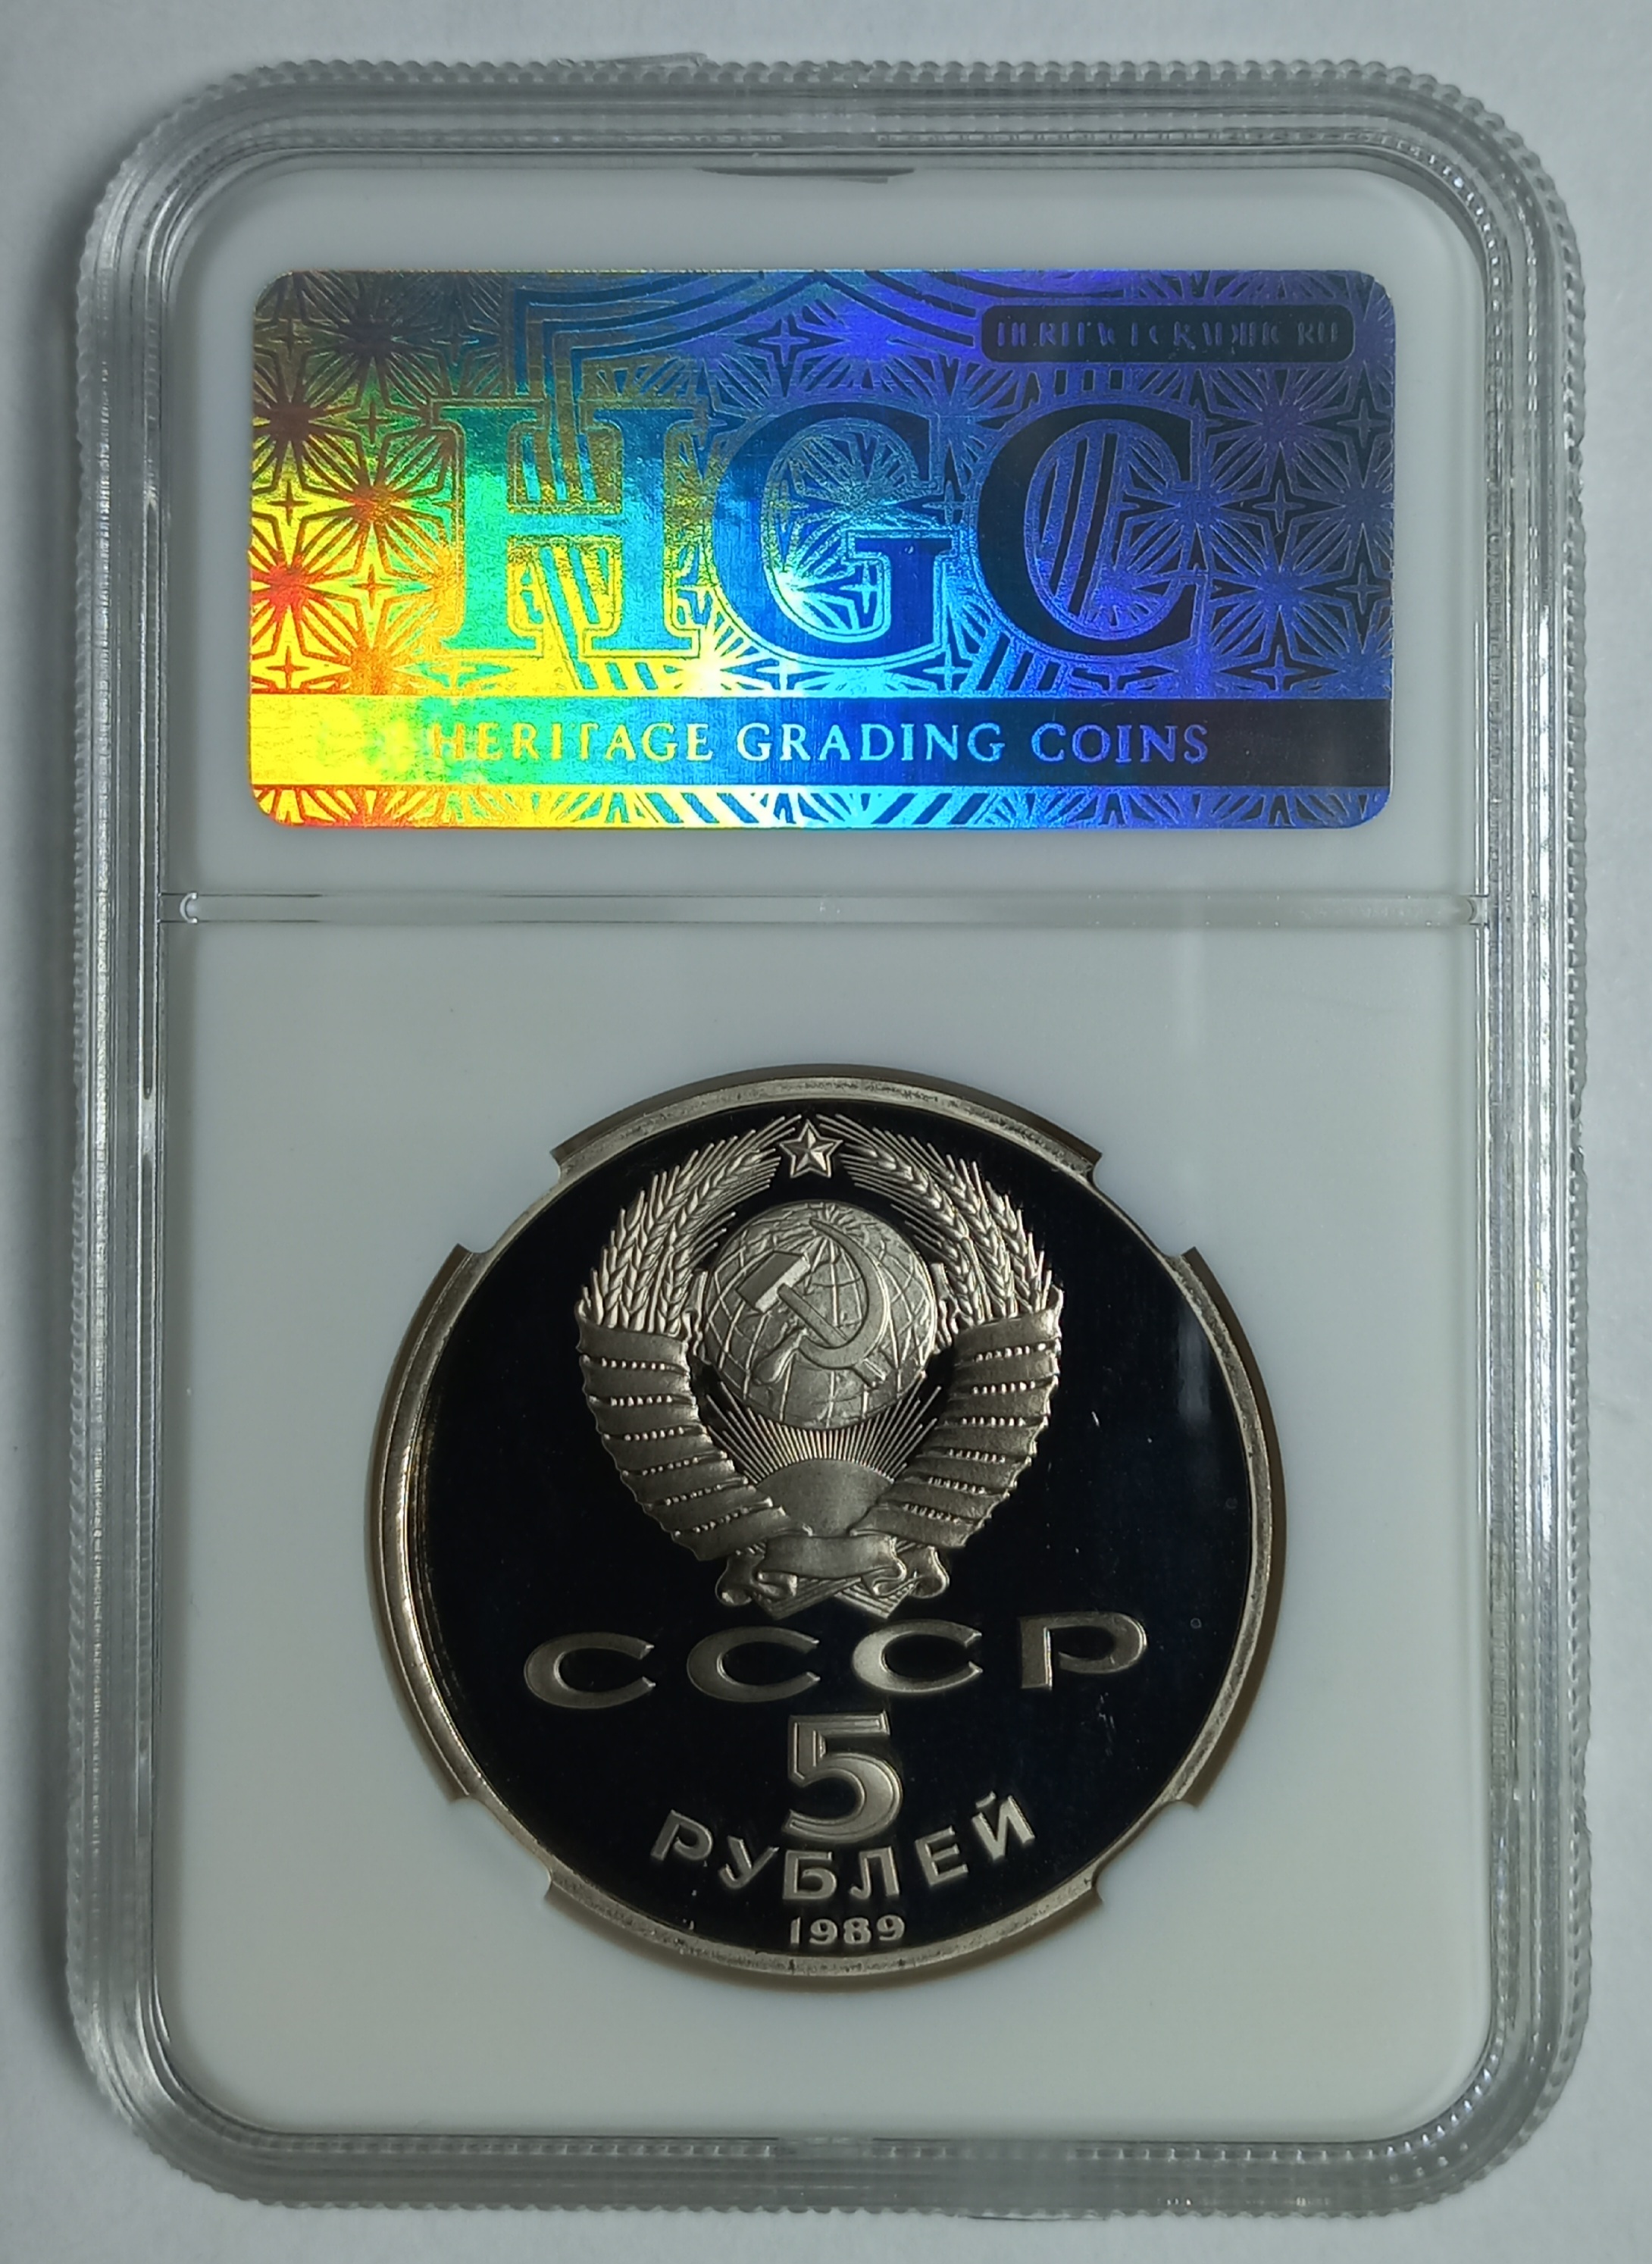 HGC
HERITAGE GRADING COINS
СССР
5
РУБЛЕЙ
1989